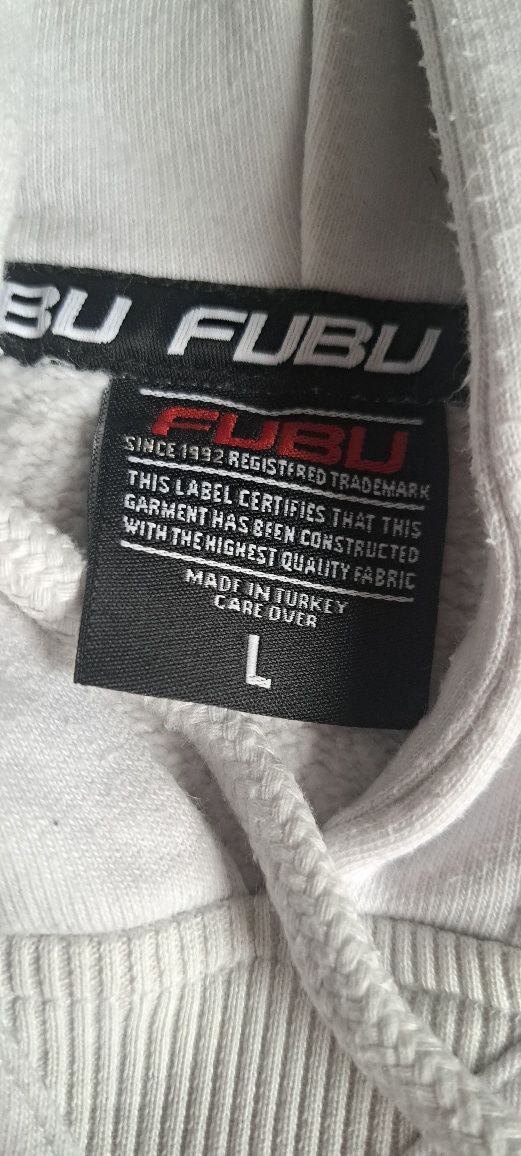 BU FUBU
FUBU
SINCE 1992 REGISTERED TRADEMARK
THIS LABEL CERTIFIES THAT THIS
GARMENT HAS BEEN CONSTRUCTED
WITH THE HIGHEST QUALITY FABRIC
MADE IN TURKEY
CARE OVER
L